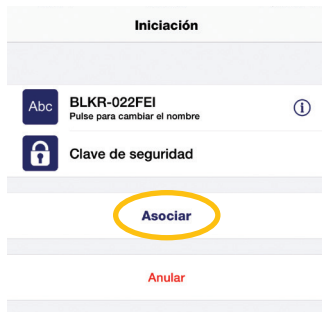 Iniciación
Abc
BLKR-022FEI
Pulse para cambiar el nombre
Clave de seguridad
Asociar
Anular